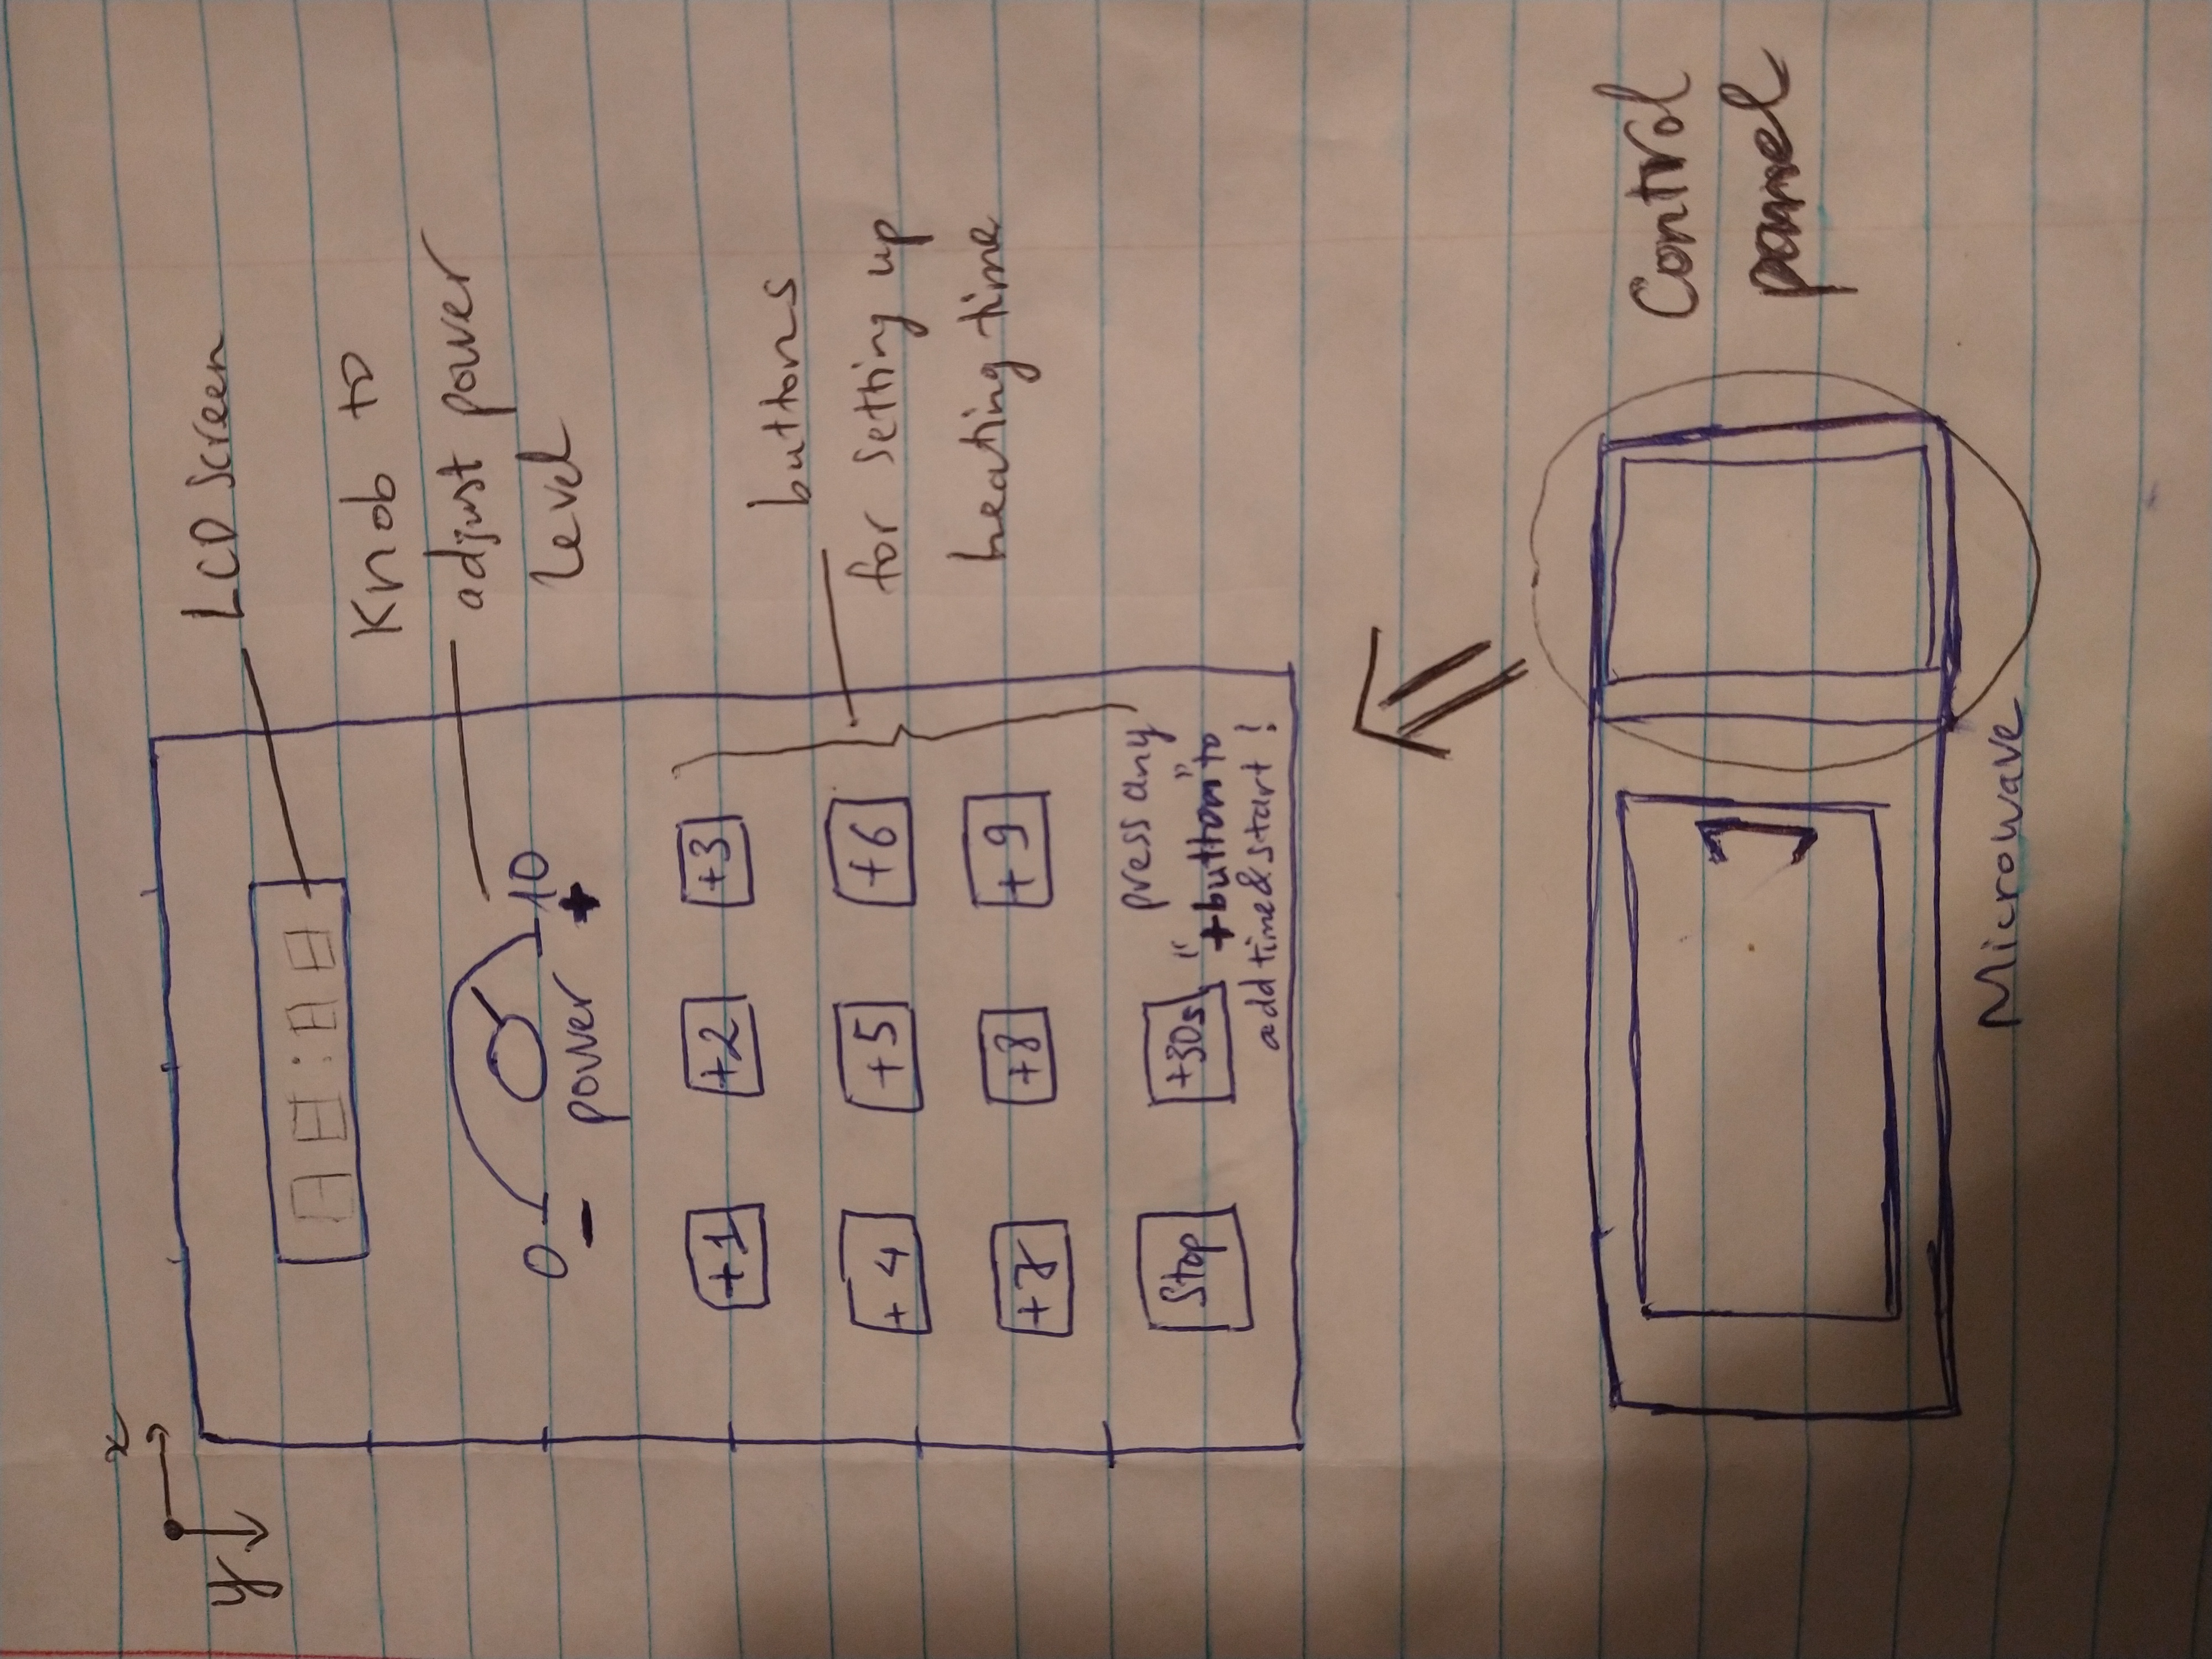 x
y
LCD Screen
88:88
Knob to
adjust power
level
0 10
- power +
+1 +2 +3
buttons
for setting up
heating time
+4 +5 +6
+7 +8 +9
Stop +30s
press any
"+button" to
add time & start!
Control
panel
Microwave